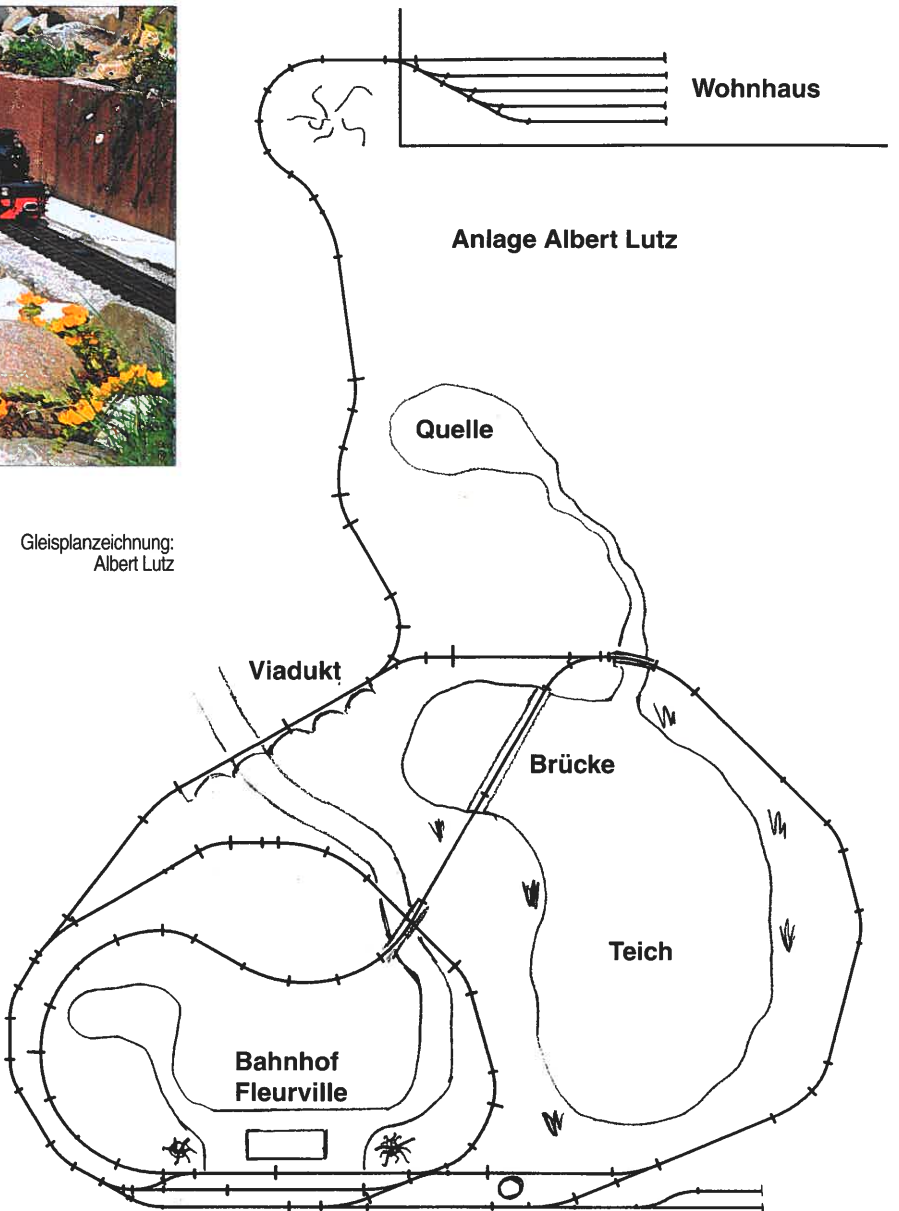 Wohnhaus
Anlage Albert Lutz
Quelle
Gleisplanzeichnung:
Albert Lutz
Viadukt
Brücke
Teich
Bahnhof
Fleurville